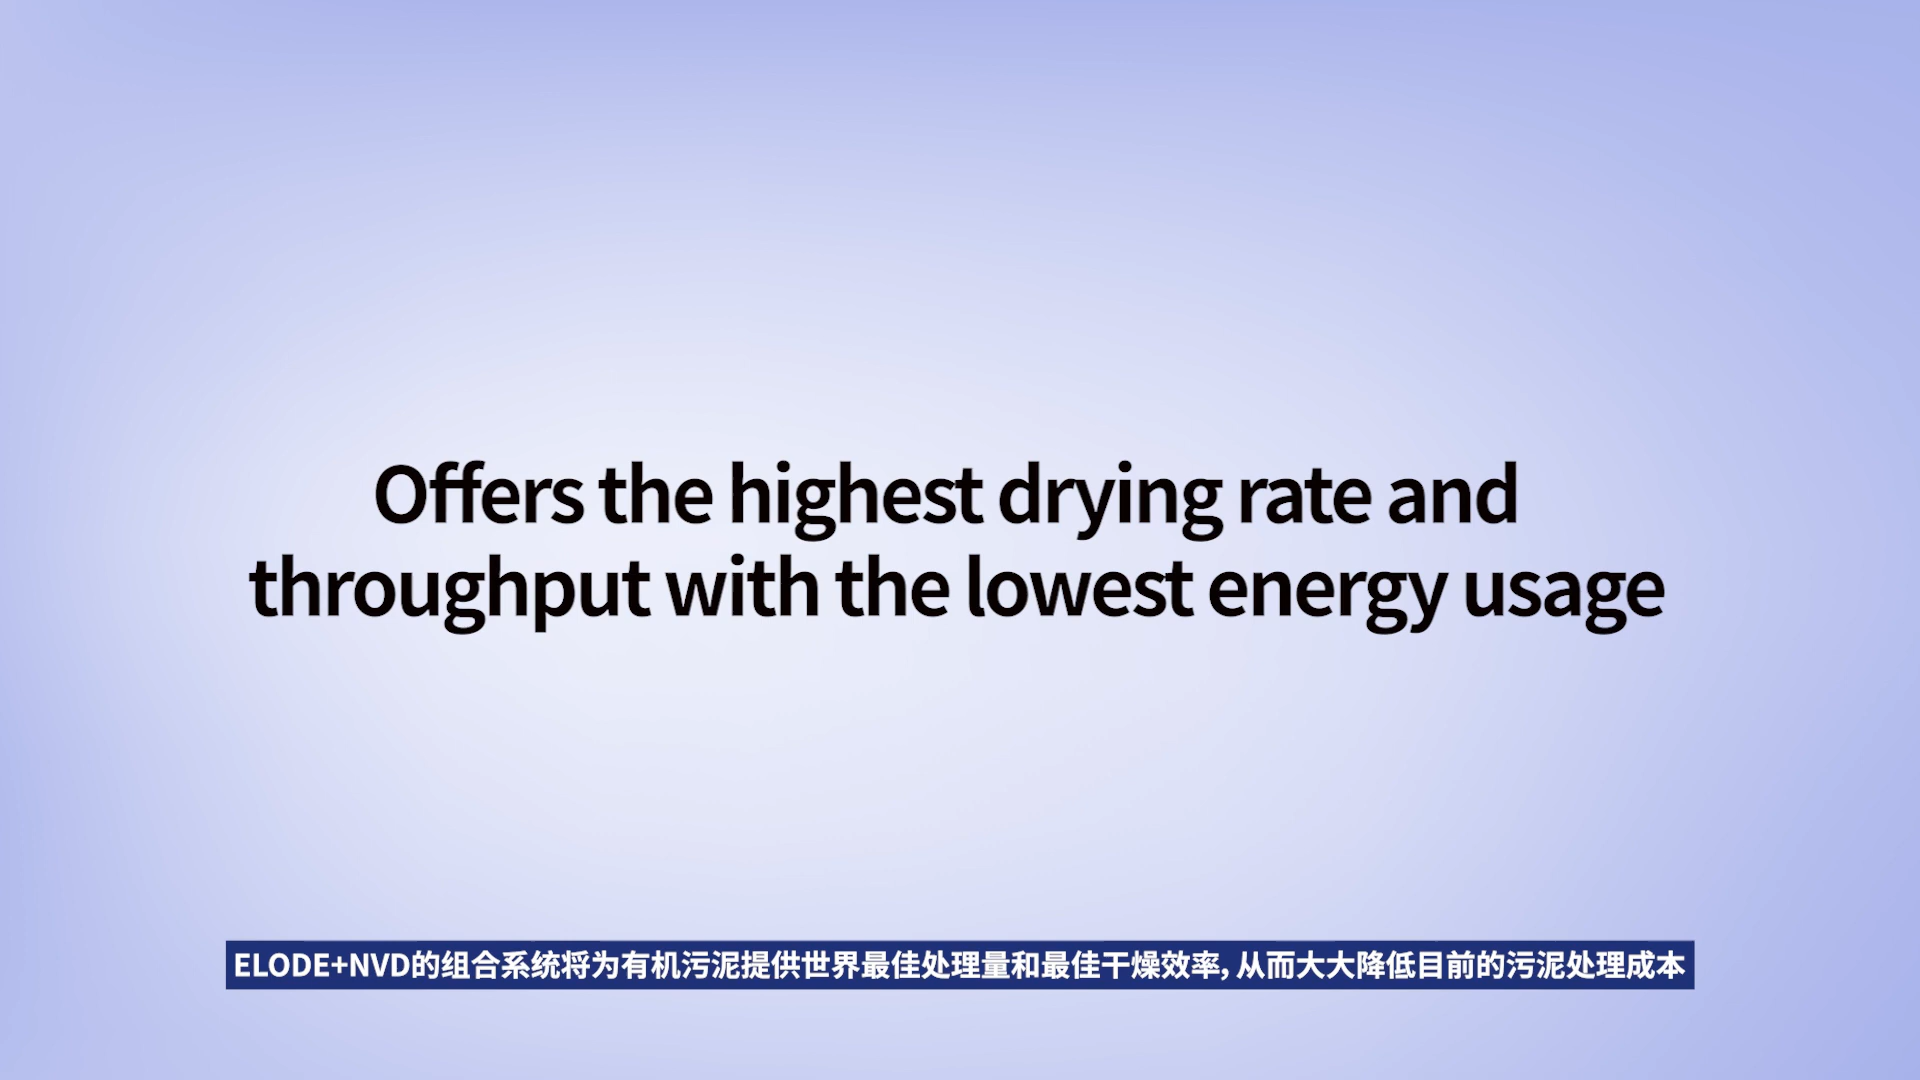 Offers the highest drying rate and
throughput with the lowest energy usage
ELODE+NVD的组合系统将为有机污泥提供世界最佳处理量和最佳干燥效率, 从而大大降低目前的污泥处理成本